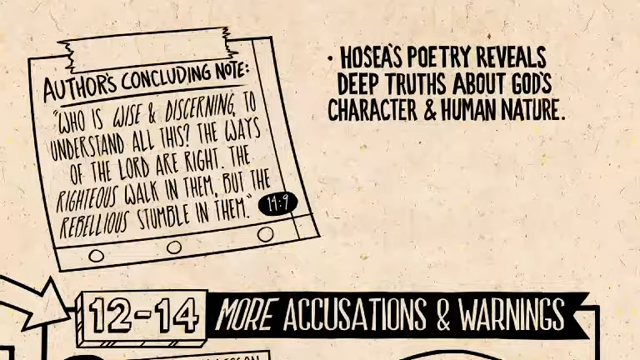 AUTHOR'S CONCLUDING NOTE:
"WHO IS WISE & DISCERNING, TO
UNDERSTAND ALL THIS? THE WAYS
OF THE LORD ARE RIGHT. THE
RIGHTEOUS WALK IN THEM, BUT THE
REBELLIOUS STUMBLE IN THEM." 14:9
• HOSEA'S POETRY REVEALS
DEEP TRUTHS ABOUT GOD'S
CHARACTER & HUMAN NATURE.
12-14 MORE ACCUSATIONS & WARNINGS